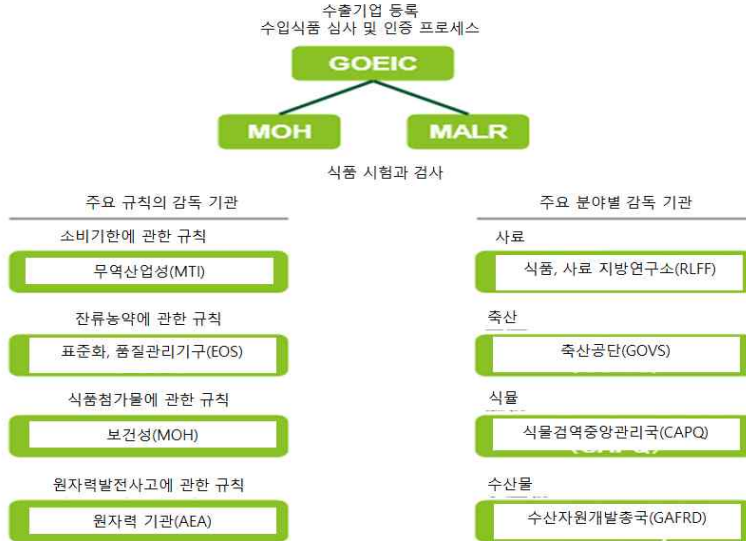 수출기업 등록
수입식품 심사 및 인증 프로세스
GOEIC
MOH
MALR
식품 시험과 검사
주요 규칙의 감독 기관
소비기한에 관한 규칙
무역산업성(MTI)
잔류농약에 관한 규칙
표준화, 품질관리기구(EOS)
식품첨가물에 관한 규칙
보건성(MOH)
원자력발전사고에 관한 규칙
원자력 기관(AEA)
주요 분야별 감독 기관
사료
식품, 사료 지방연구소(RLFF)
축산
축산공단(GOVS)
식뮬
식물검역중앙관리국(CAPQ)
수산물
수산자원개발총국(GAFRD)